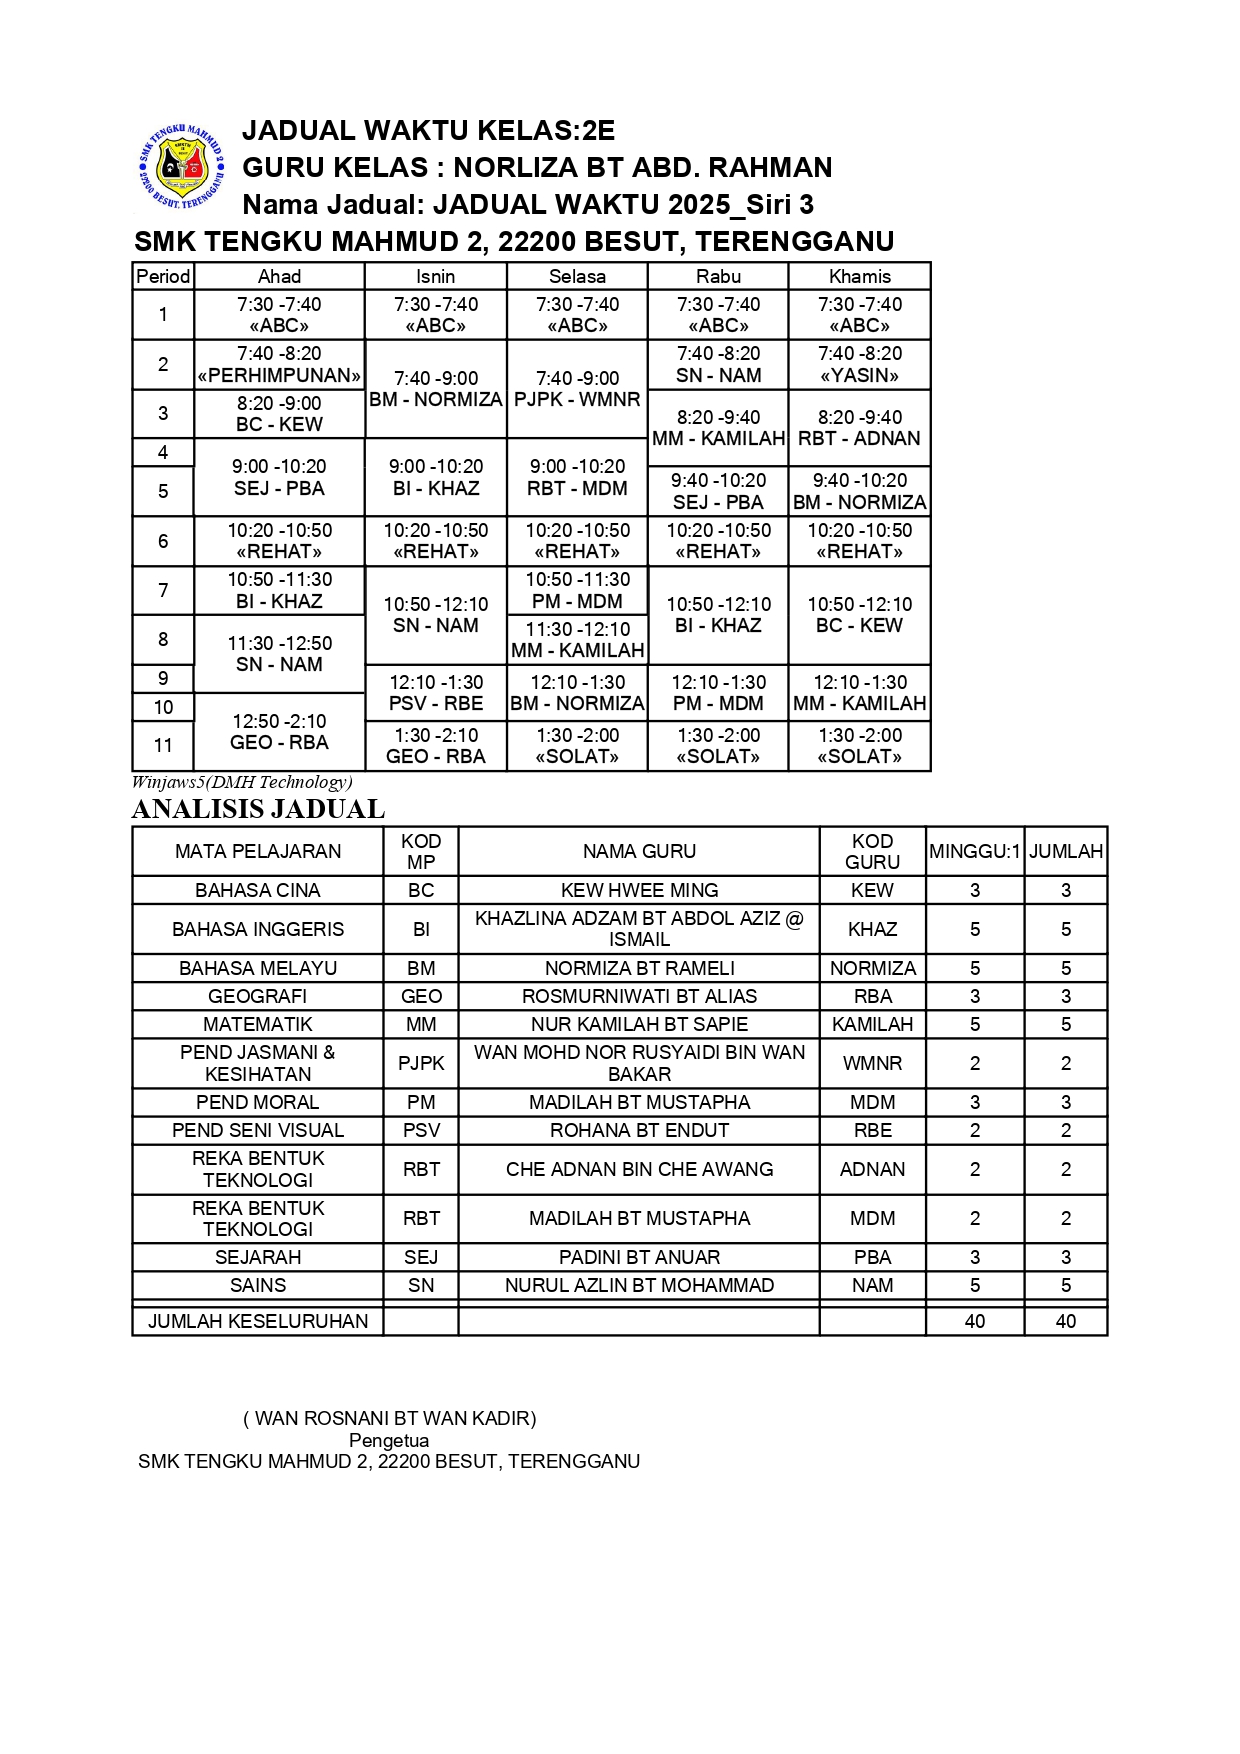 SMK TENGKU MAHMUD 2
22200 BESUT, TERENGGANU
JADUAL WAKTU KELAS:2E
GURU KELAS : NORLIZA BT ABD. RAHMAN
Nama Jadual: JADUAL WAKTU 2025_Siri 3
SMK TENGKU MAHMUD 2, 22200 BESUT, TERENGGANU
Period Ahad Isnin Selasa Rabu Khamis
1 7:30 -7:40 7:30 -7:40 7:30 -7:40 7:30 -7:40 7:30 -7:40
«ABC» «ABC» «ABC» «ABC» «ABC»
2 7:40 -8:20 7:40 -9:00 7:40 -9:00 7:40 -8:20 7:40 -8:20
«PERHIMPUNAN» BM - NORMIZA PJPK - WMNR SN - NAM «YASIN»
3 8:20 -9:00 8:20 -9:40 8:20 -9:40
BC - KEW MM - KAMILAH RBT - ADNAN
4 9:00 -10:20 9:00 -10:20 9:00 -10:20
SEJ - PBA BI - KHAZ RBT - MDM
5 9:40 -10:20 9:40 -10:20
SEJ - PBA BM - NORMIZA
6 10:20 -10:50 10:20 -10:50 10:20 -10:50 10:20 -10:50 10:20 -10:50
«REHAT» «REHAT» «REHAT» «REHAT» «REHAT»
7 10:50 -11:30 10:50 -12:10 10:50 -11:30 10:50 -12:10 10:50 -12:10
BI - KHAZ SN - NAM PM - MDM BI - KHAZ BC - KEW
8 11:30 -12:50 11:30 -12:10
SN - NAM MM - KAMILAH
9 12:10 -1:30 12:10 -1:30 12:10 -1:30 12:10 -1:30
PSV - RBE BM - NORMIZA PM - MDM MM - KAMILAH
10 12:50 -2:10
GEO - RBA
11 1:30 -2:10 1:30 -2:00 1:30 -2:00 1:30 -2:00
GEO - RBA «SOLAT» «SOLAT» «SOLAT»
Winjaws5(DMH Technology)
ANALISIS JADUAL
MATA PELAJARAN KOD MP NAMA GURU KOD GURU MINGGU:1 JUMLAH
BAHASA CINA BC KEW HWEE MING KEW 3 3
BAHASA INGGERIS BI KHAZLINA ADZAM BT ABDOL AZIZ @ ISMAIL KHAZ 5 5
BAHASA MELAYU BM NORMIZA BT RAMELI NORMIZA 5 5
GEOGRAFI GEO ROSMURNIWATI BT ALIAS RBA 3 3
MATEMATIK MM NUR KAMILAH BT SAPIE KAMILAH 5 5
PEND JASMANI & KESIHATAN PJPK WAN MOHD NOR RUSYAIDI BIN WAN BAKAR WMNR 2 2
PEND MORAL PM MADILAH BT MUSTAPHA MDM 3 3
PEND SENI VISUAL PSV ROHANA BT ENDUT RBE 2 2
REKA BENTUK TEKNOLOGI RBT CHE ADNAN BIN CHE AWANG ADNAN 2 2
REKA BENTUK TEKNOLOGI RBT MADILAH BT MUSTAPHA MDM 2 2
SEJARAH SEJ PADINI BT ANUAR PBA 3 3
SAINS SN NURUL AZLIN BT MOHAMMAD NAM 5 5
JUMLAH KESELURUHAN 40 40
( WAN ROSNANI BT WAN KADIR)
Pengetua
SMK TENGKU MAHMUD 2, 22200 BESUT, TERENGGANU